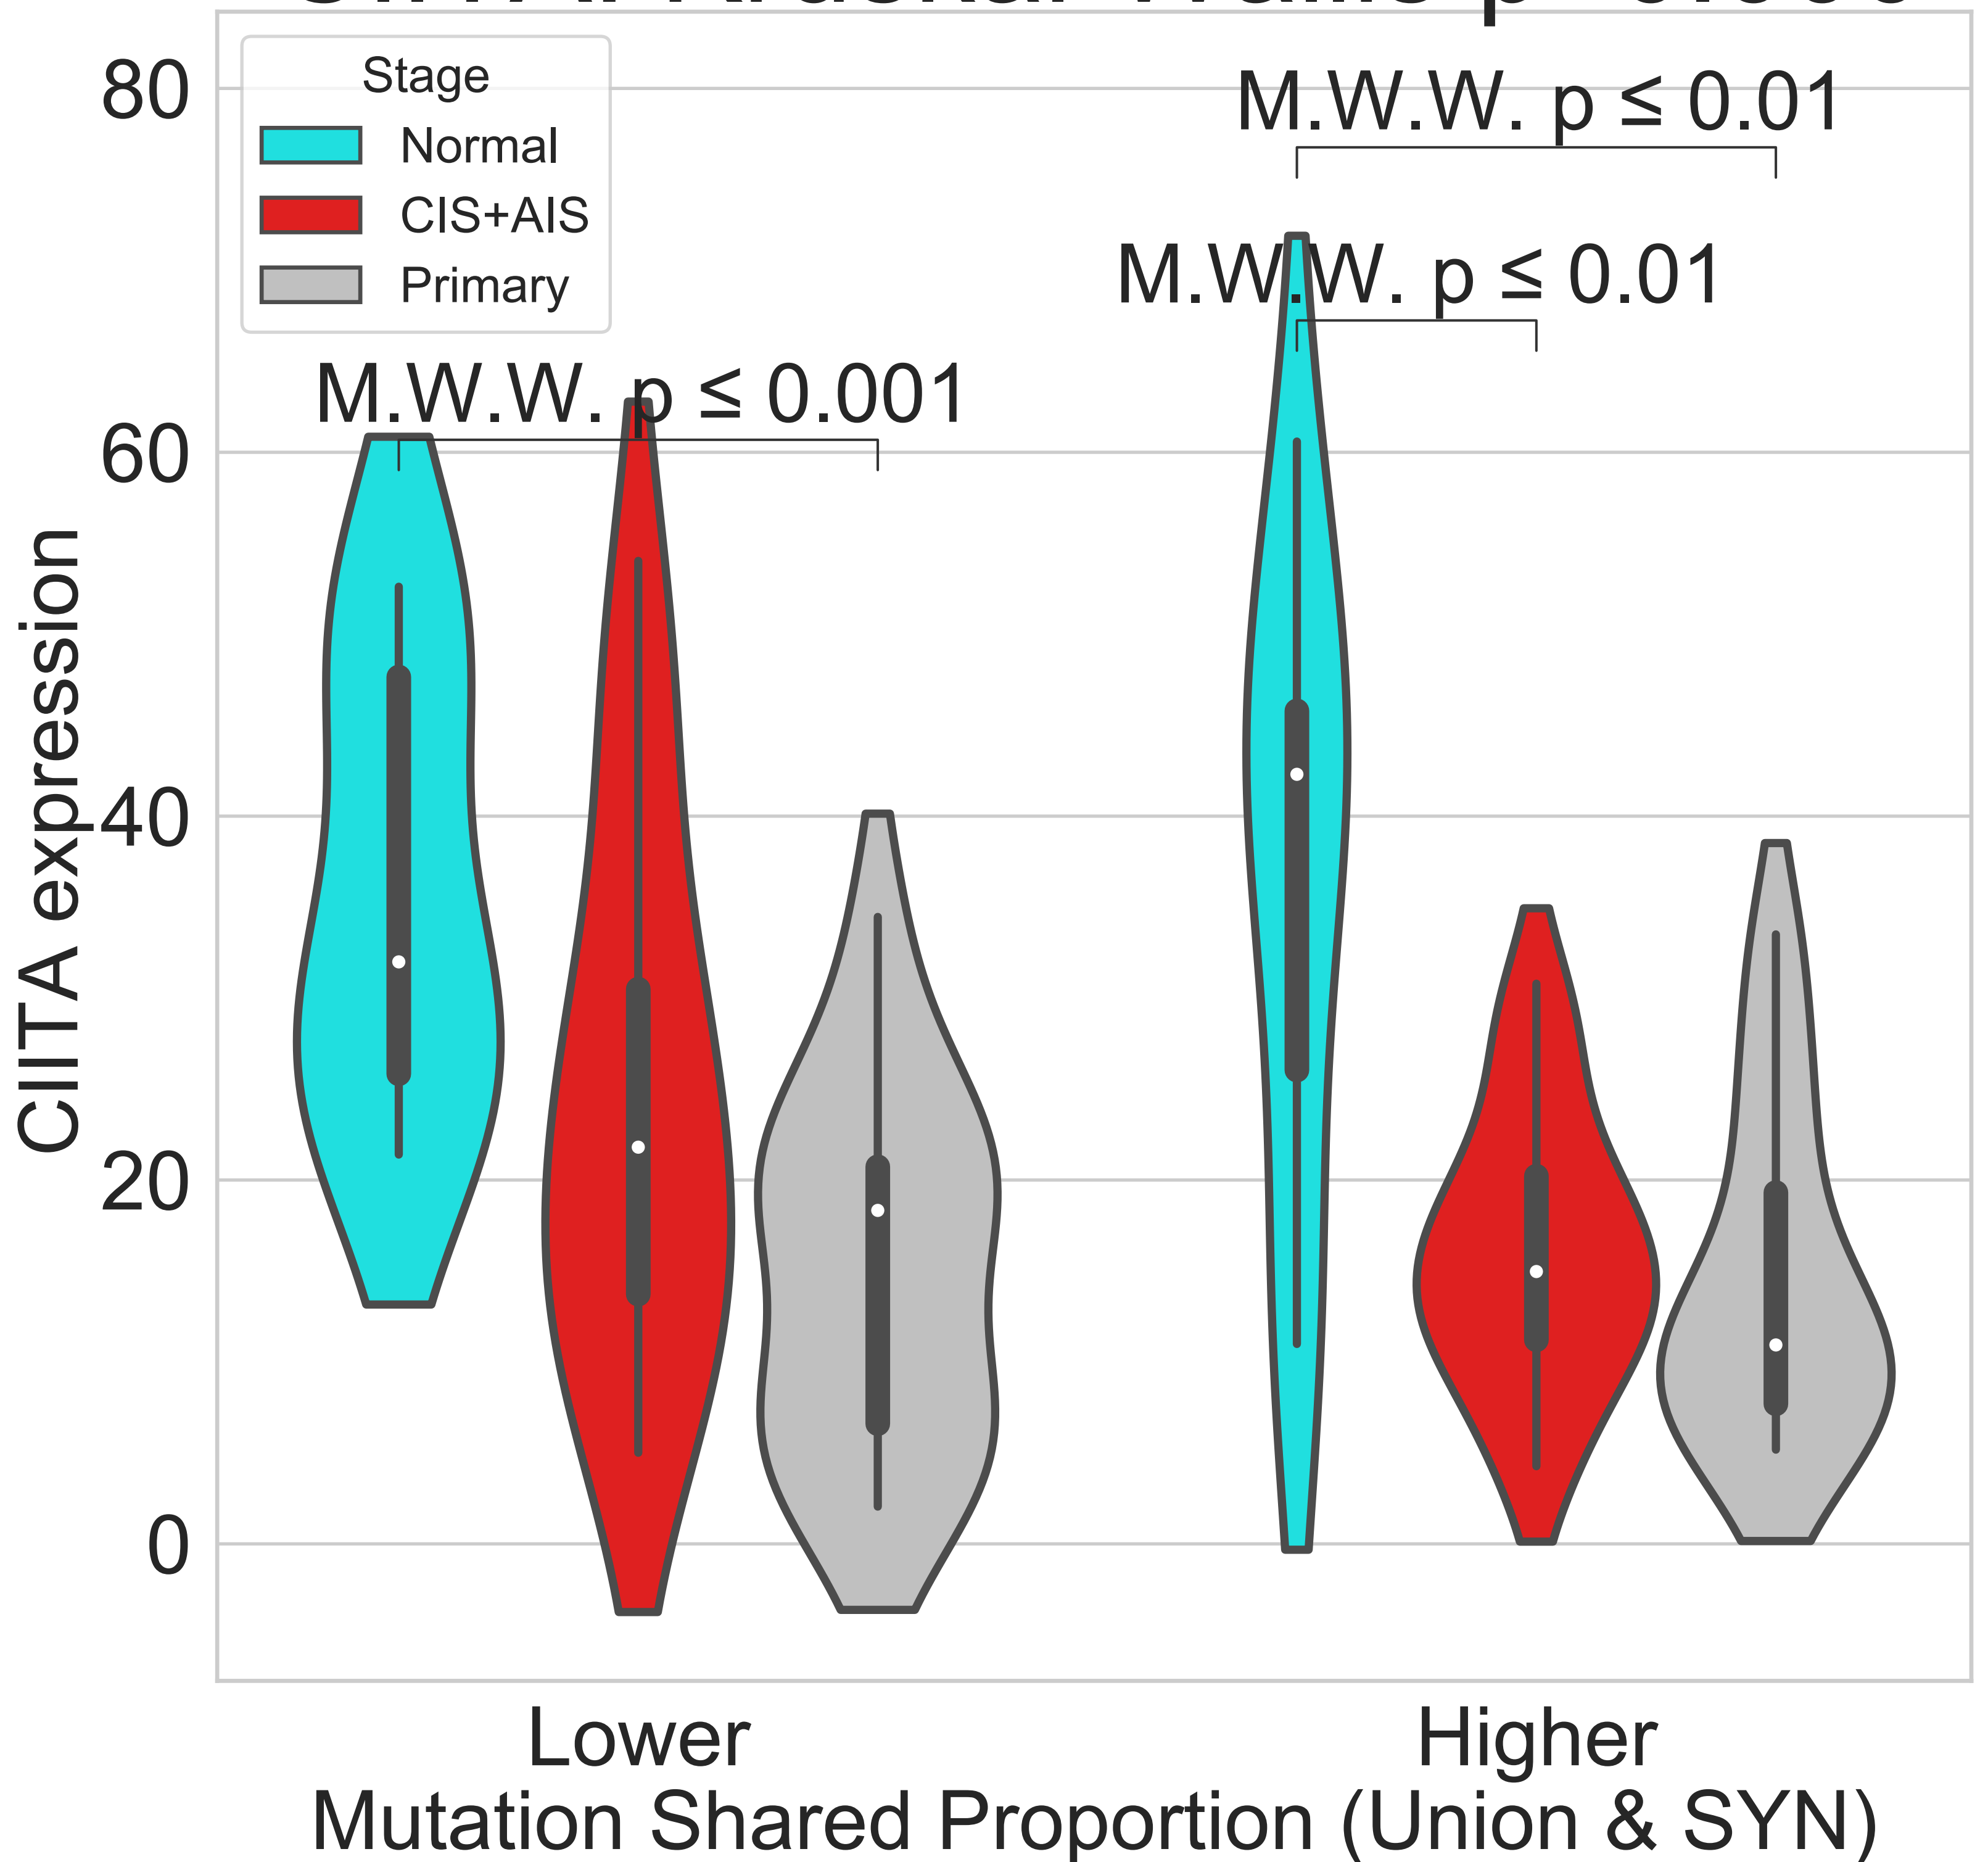 80
60
40
20
0
CIITA expression
Stage
Normal
CIS+AIS
Primary
M.W.W. p ≤ 0.01
M.W.W. p ≤ 0.01
M.W.W. p ≤ 0.001
Lower
Higher
Mutation Shared Proportion (Union & SYN)